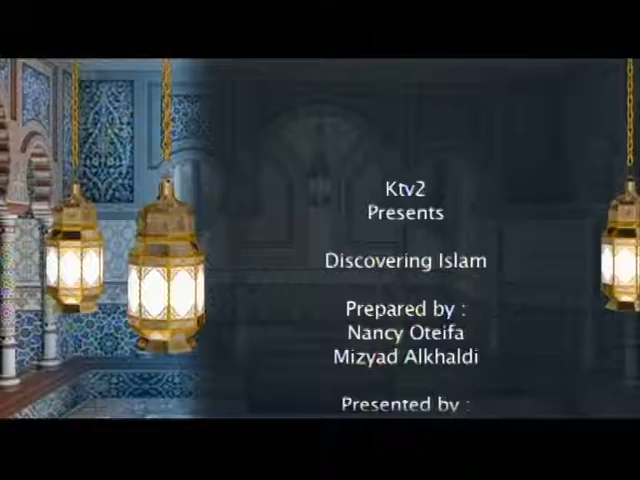 Ktv2
Presents
Discovering Islam
Prepared by :
Nancy Oteifa
Mizyad Alkhaldi
Presented by :